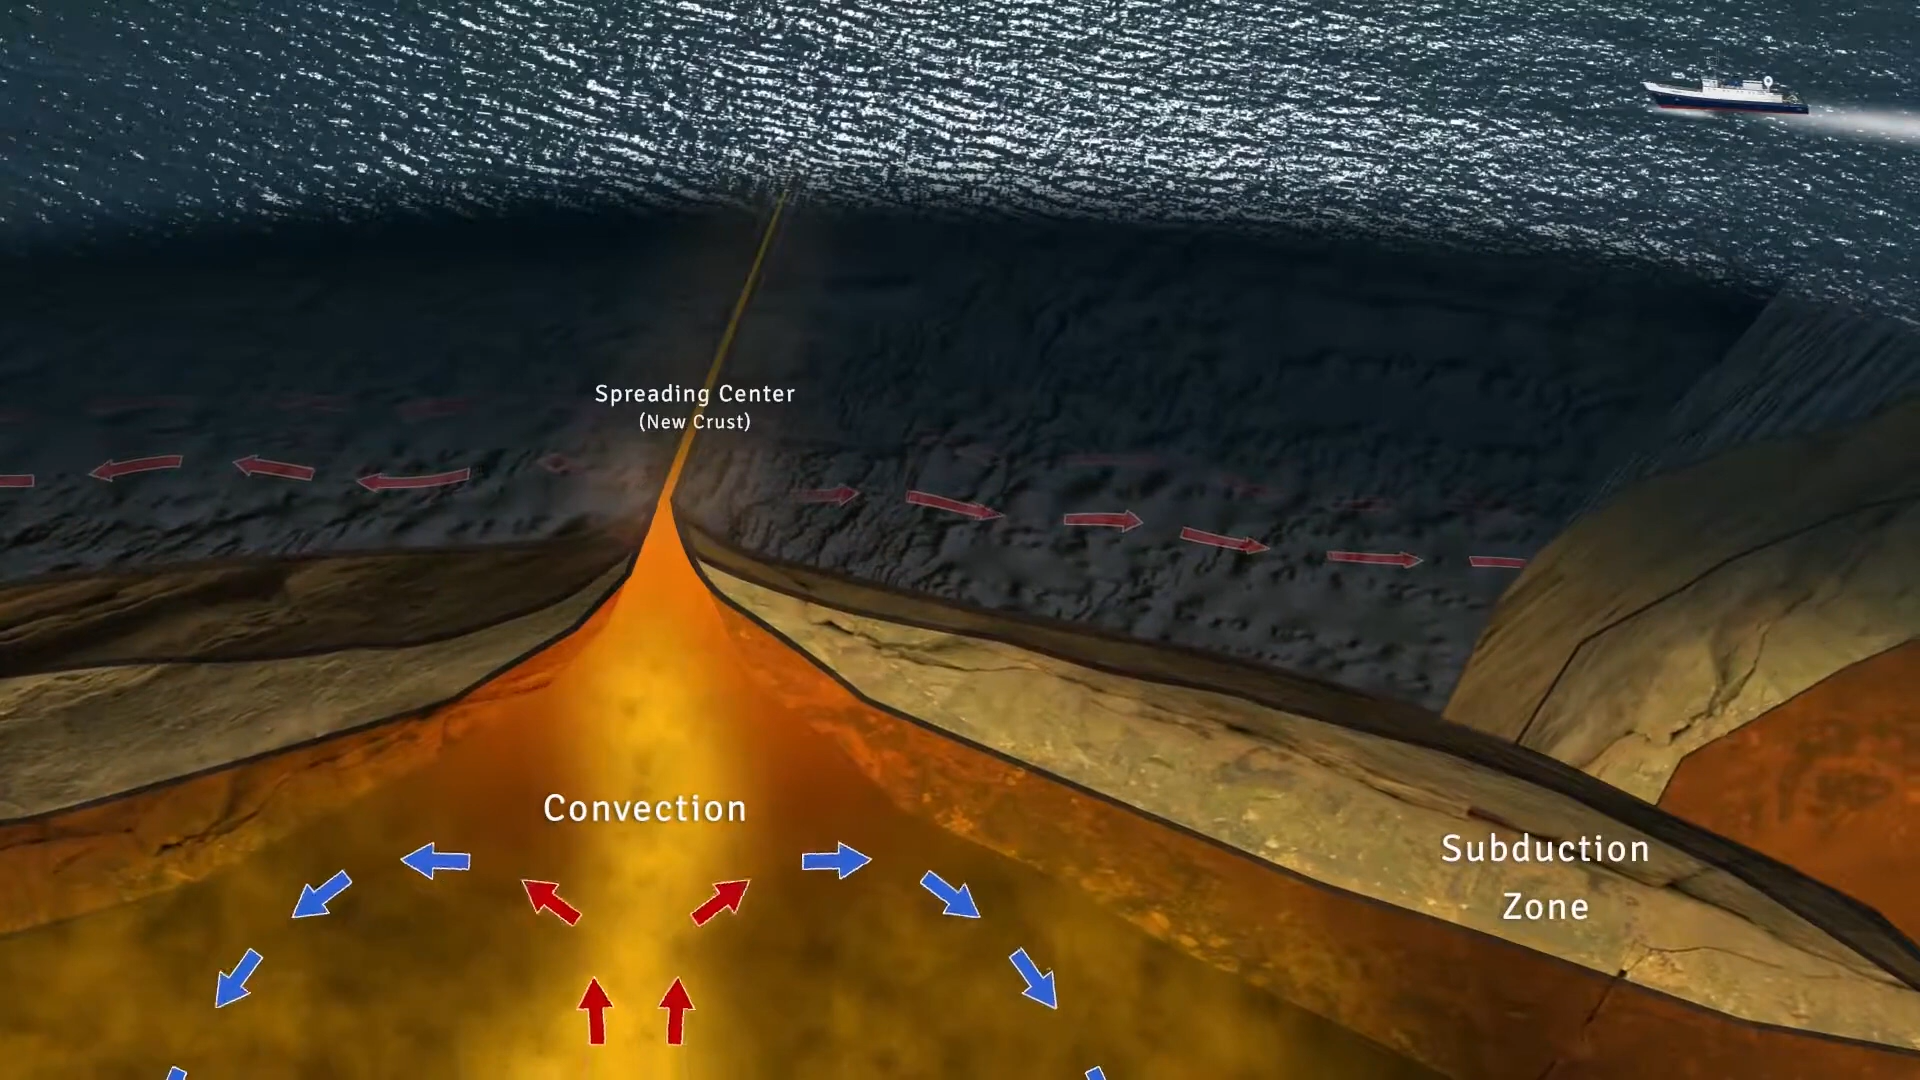 Spreading Center
(New Crust)
Convection
Subduction
Zone